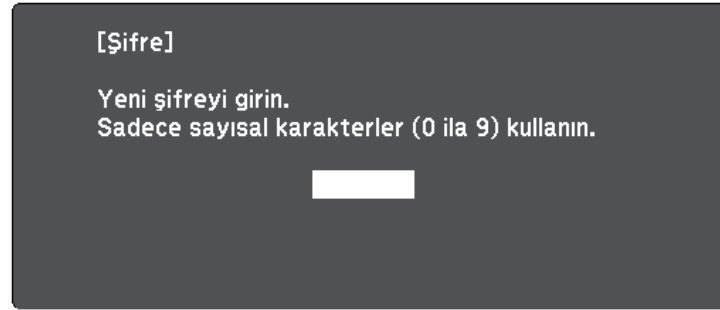 [Şifre]
Yeni şifreyi girin.
Sadece sayısal karakterler (0 ila 9) kullanın.